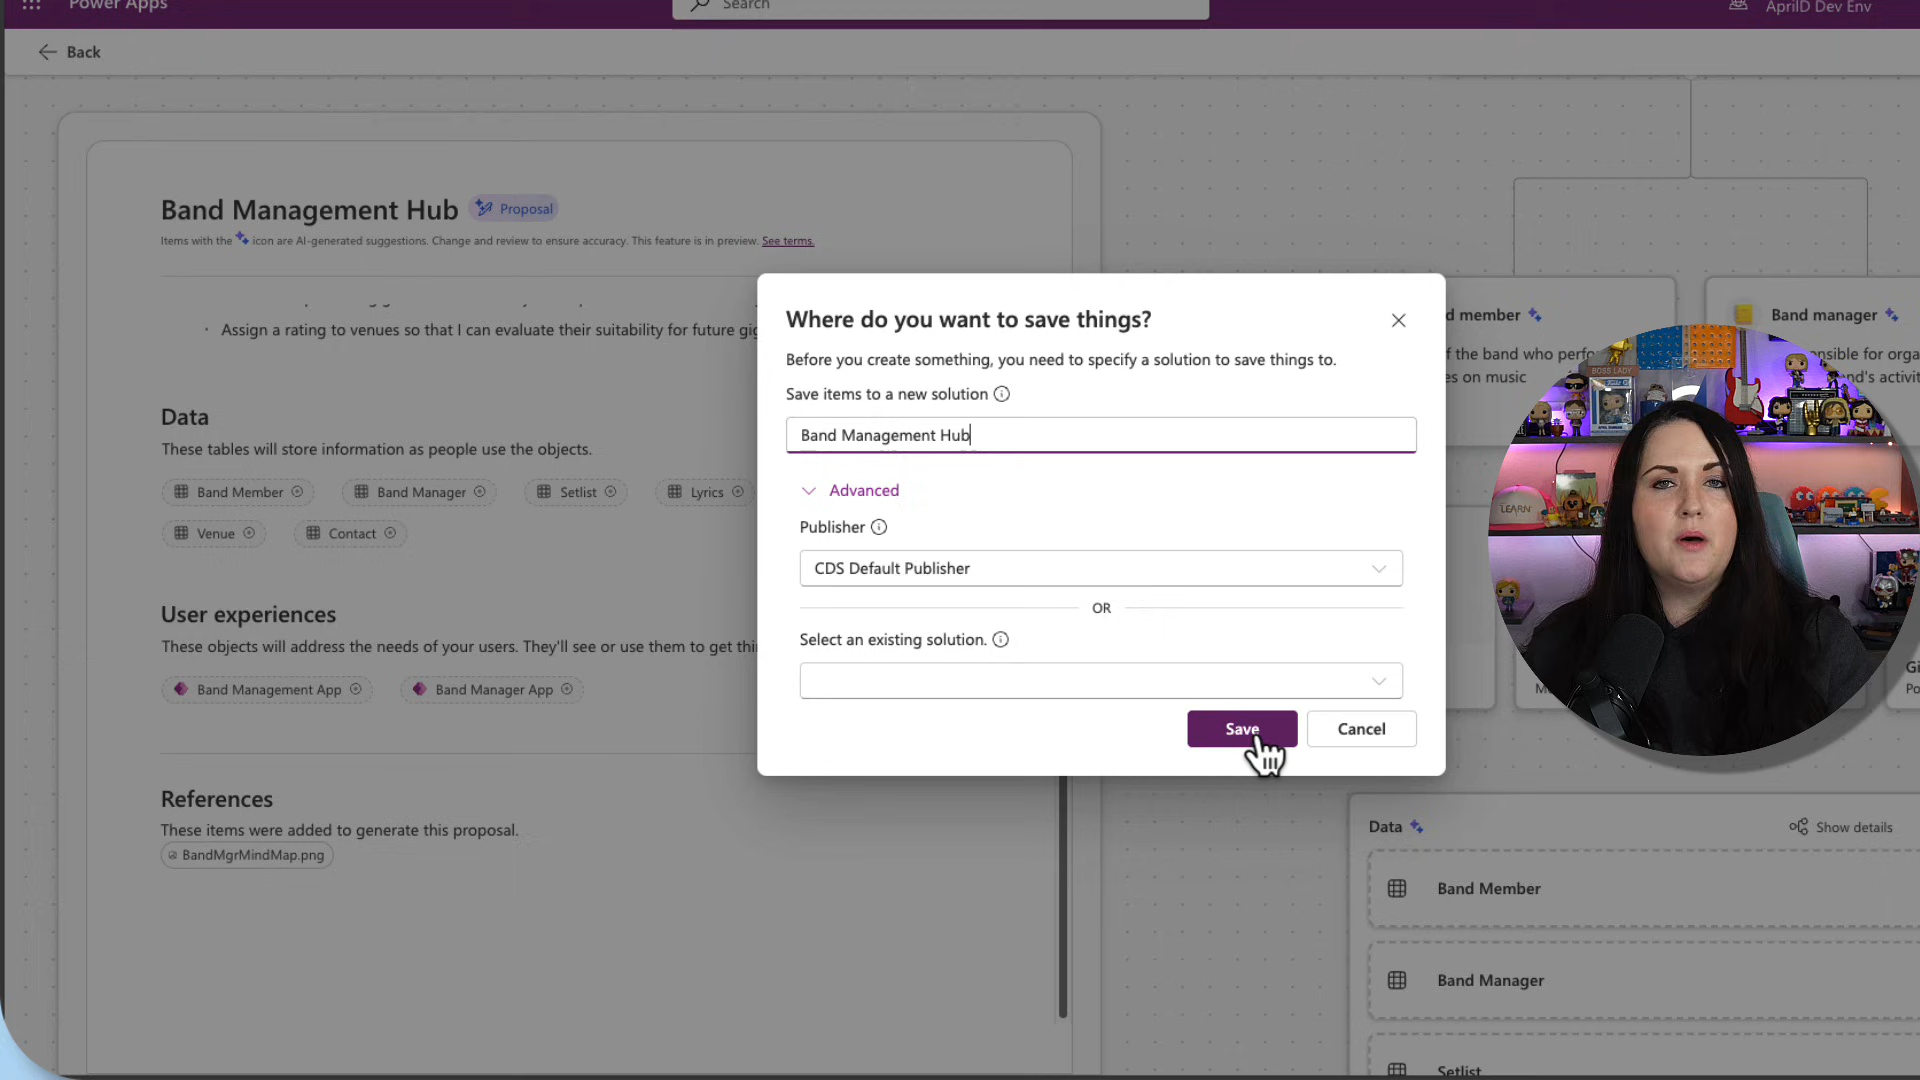 Power Apps
Search
AprilD Dev Env
Back
Band Management Hub
Proposal
Items with the icon are AI-generated suggestions. Change and review to ensure accuracy. This feature is in preview. See terms.
Assign a rating to venues so that I can evaluate their suitability for future gig
Data
These tables will store information as people use the objects.
Band Member
Band Manager
Setlist
Lyrics
Venue
Contact
User experiences
These objects will address the needs of your users. They'll see or use them to get thi
Band Management App
Band Manager App
References
These items were added to generate this proposal.
BandMgrMindMap.png
Where do you want to save things?
Before you create something, you need to specify a solution to save things to.
Save items to a new solution
Band Management Hub
Advanced
Publisher
CDS Default Publisher
OR
Select an existing solution.
Save
Cancel
d member
Band manager
f the band who perfo
nsible for orga
es on music
nd's activit
BOSS LADY
LEARN
Gi
Po
Data
Show details
Band Member
Band Manager
Setlist